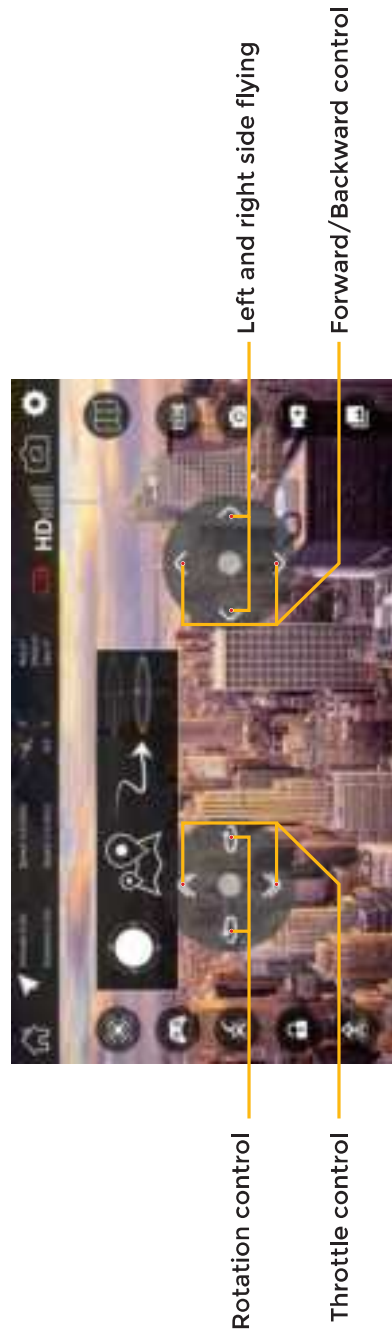 HD
Left and right side flying
Forward/Backward control
Rotation control
Throttle control